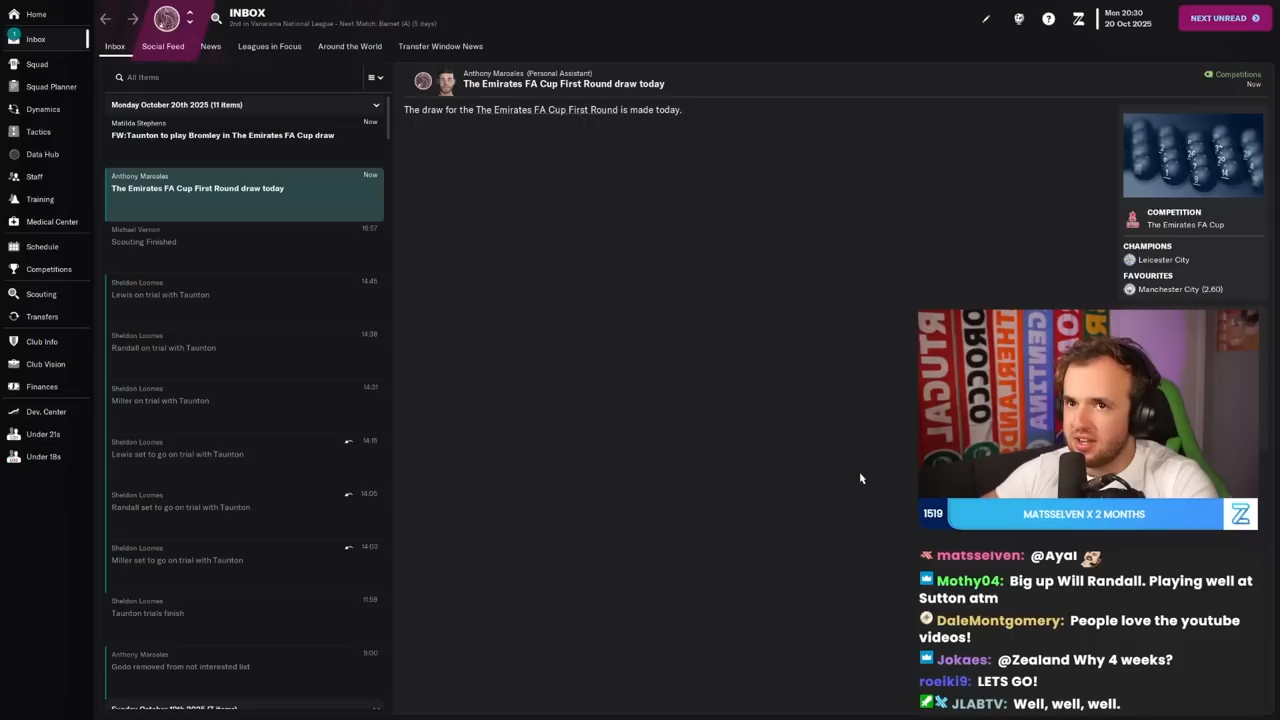 Home
Inbox
1
Squad
Squad Planner
Dynamics
Tactics
Data Hub
Staff
Training
Medical Center
Schedule
Competitions
Scouting
Transfers
Club Info
Club Vision
Finances
Dev. Center
Under 21s
Under 18s
INBOX
2nd in Vanarama National League - Next Match: Barnet (A) (5 days)
Mon 20:30
20 Oct 2025
NEXT UNREAD
Inbox
Social Feed
News
Leagues in Focus
Around the World
Transfer Window News
All Items
Monday October 20th 2025 (11 items)
Matilda Stephens
Now
FW:Taunton to play Bromley in The Emirates FA Cup draw
Anthony Maroales
Now
The Emirates FA Cup First Round draw today
Michael Vernon
Scouting Finished
Sheldon Loomes
14:45
Lewis on trial with Taunton
Sheldon Loomes
14:38
Randall on trial with Taunton
Sheldon Loomes
14:31
Miller on trial with Taunton
Sheldon Loomes
14:15
Lewis set to go on trial with Taunton
Sheldon Loomes
14:05
Randall set to go on trial with Taunton
Sheldon Loomes
14:03
Miller set to go on trial with Taunton
Sheldon Loomes
11:59
Taunton trials finish
Anthony Maroales
9:00
Godo removed from not interested list
Sunday October 19th 2025 (7 items)
Anthony Maroales (Personal Assistant)
The Emirates FA Cup First Round draw today
Competitions
Now
The draw for the The Emirates FA Cup First Round is made today.
COMPETITION
The Emirates FA Cup
CHAMPIONS
Leicester City
FAVOURITES
Manchester City (2.60)
1519
MATSSELVEN X 2 MONTHS
matsselven: @Ayal
Mothy04: Big up Will Randall. Playing well at
Sutton atm
DaleMontgomery: People love the youtube
videos!
Jokaes: @Zealand Why 4 weeks?
roeiki9: LETS GO!
JLABTV: Well, well, well.